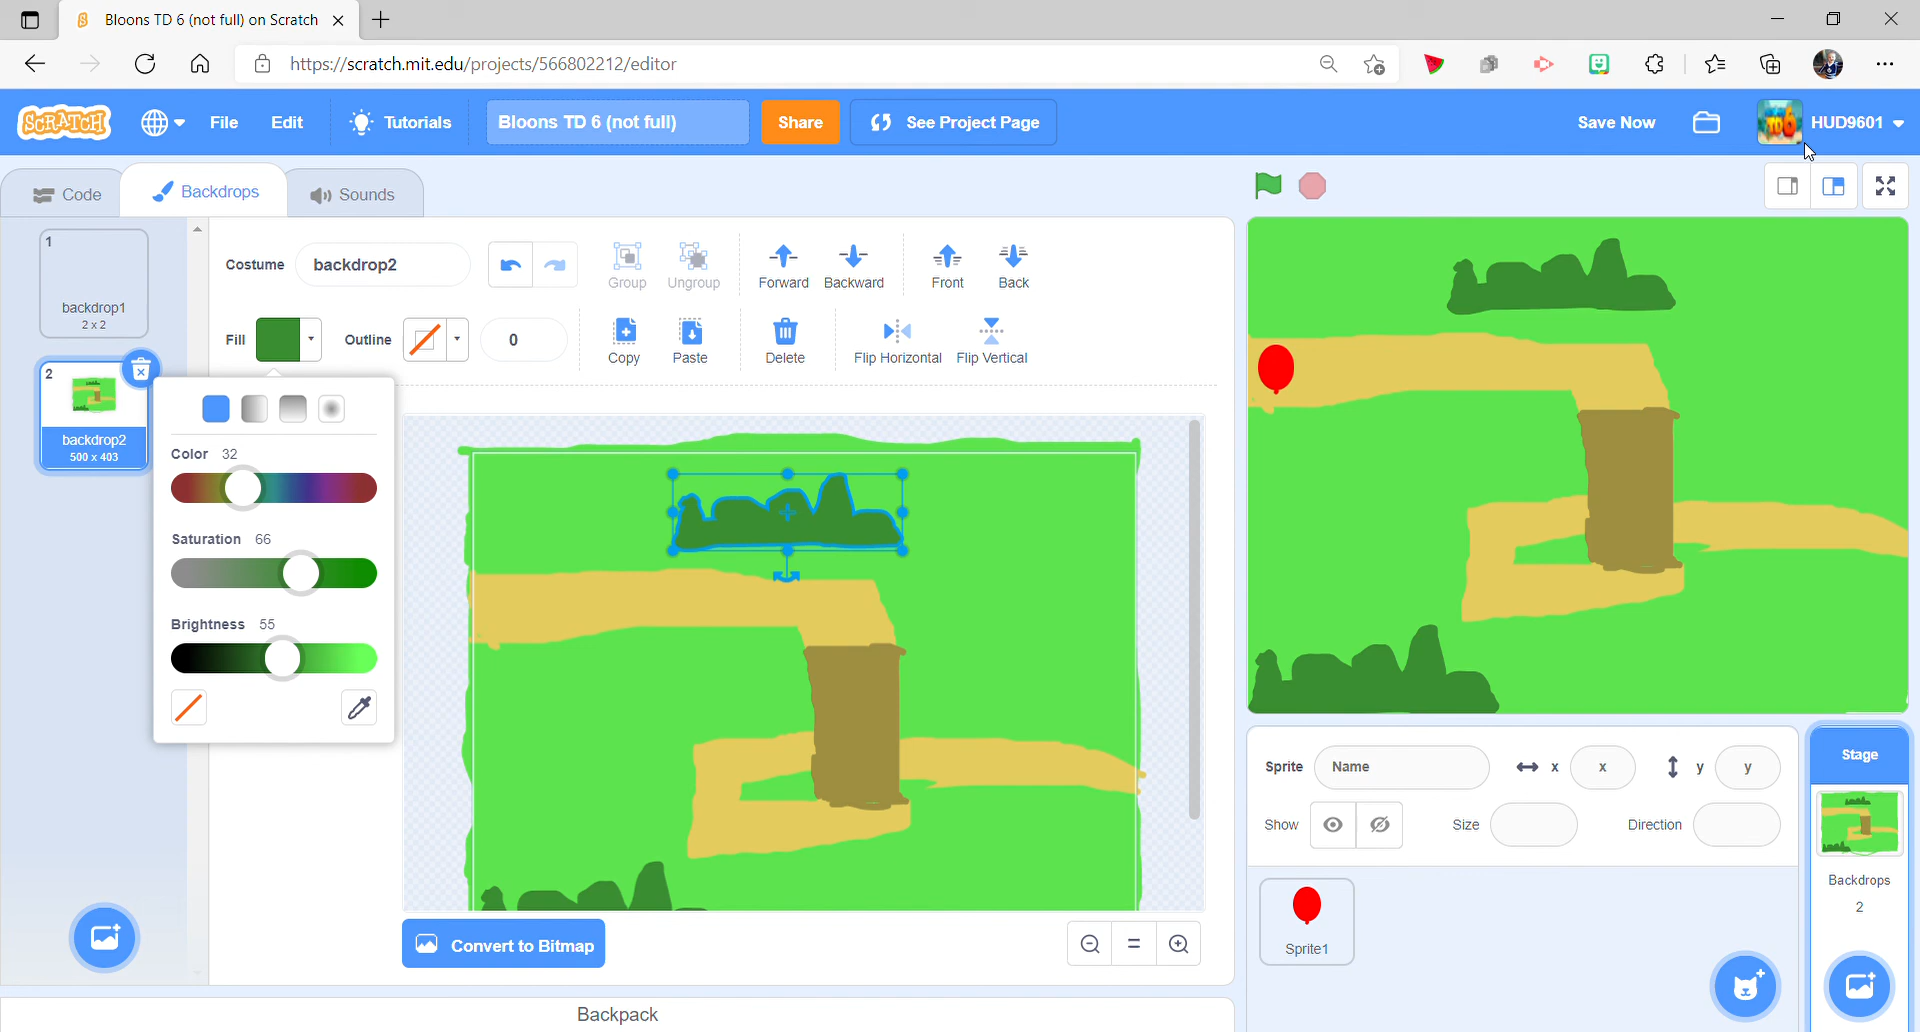 Bloons TD 6 (not full) on Scratch
https://scratch.mit.edu/projects/566802212/editor
SCRATCH
File
Edit
Tutorials
Bloons TD 6 (not full)
Share
See Project Page
Save Now
TD6
HUD9601
Code
Backdrops
Sounds
1
backdrop1
2 x 2
2
backdrop2
500 x 403
Costume
backdrop2
Group
Ungroup
Forward
Backward
Front
Back
Fill
Outline
0
Copy
Paste
Delete
Flip Horizontal
Flip Vertical
Color 32
Saturation 66
Brightness 55
Convert to Bitmap
Backpack
Sprite
Name
x
x
y
y
Show
Size
Direction
Sprite1
Stage
Backdrops
2